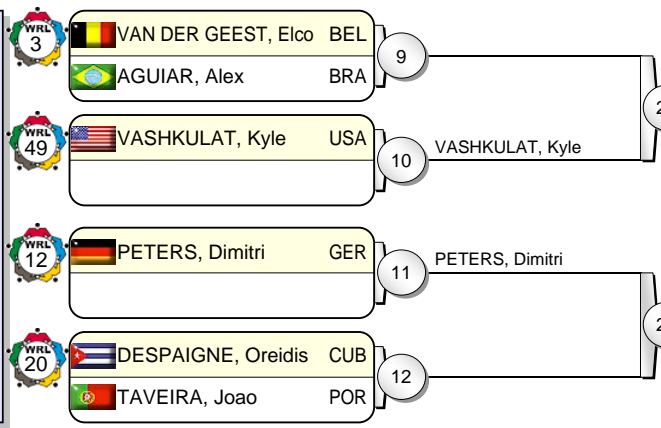 WRL
3
VAN DER GEEST, Elco BEL
AGUIAR, Alex BRA
9
WRL
49
VASHKULAT, Kyle USA
10
VASHKULAT, Kyle
WRL
12
PETERS, Dimitri GER
11
PETERS, Dimitri
WRL
20
DESPAIGNE, Oreidis CUB
TAVEIRA, Joao POR
12